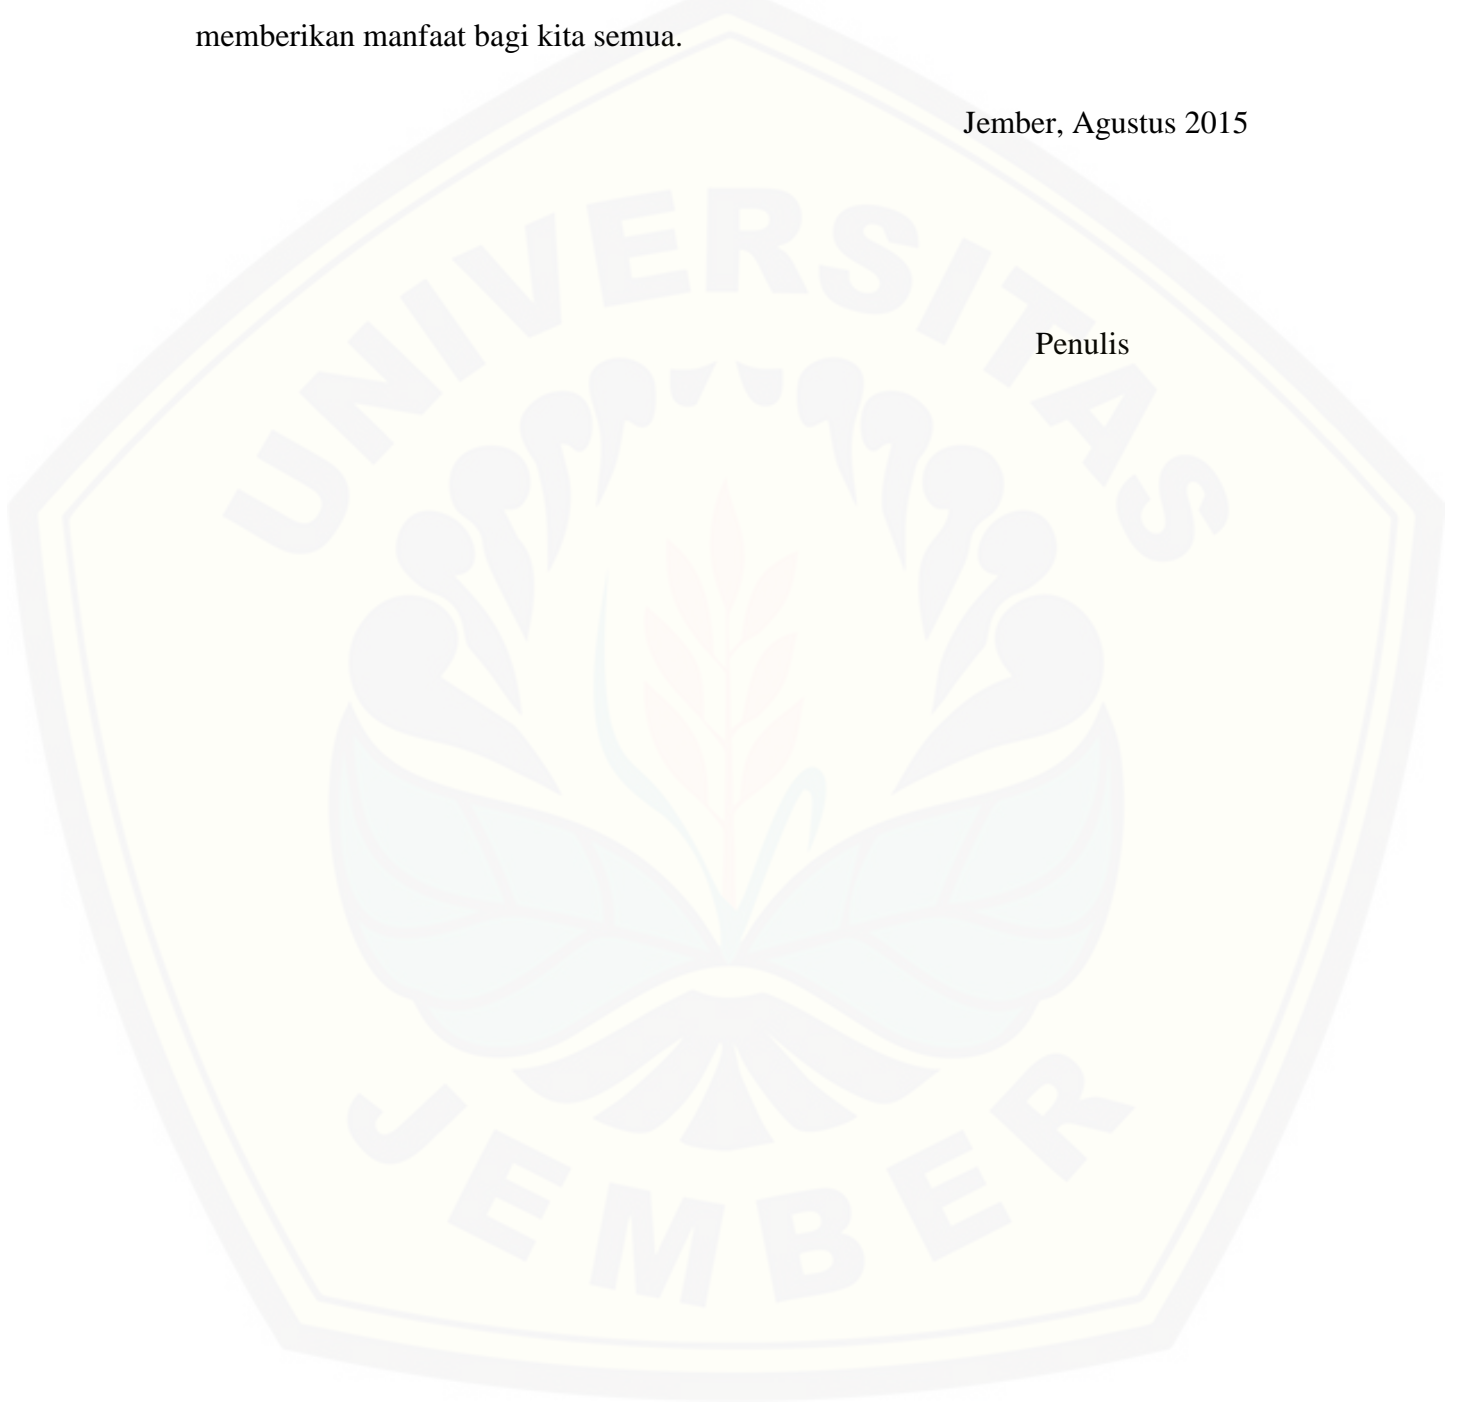 memberikan manfaat bagi kita semua.
Jember, Agustus 2015
Penulis
UNIVERSITAS
JEMBER